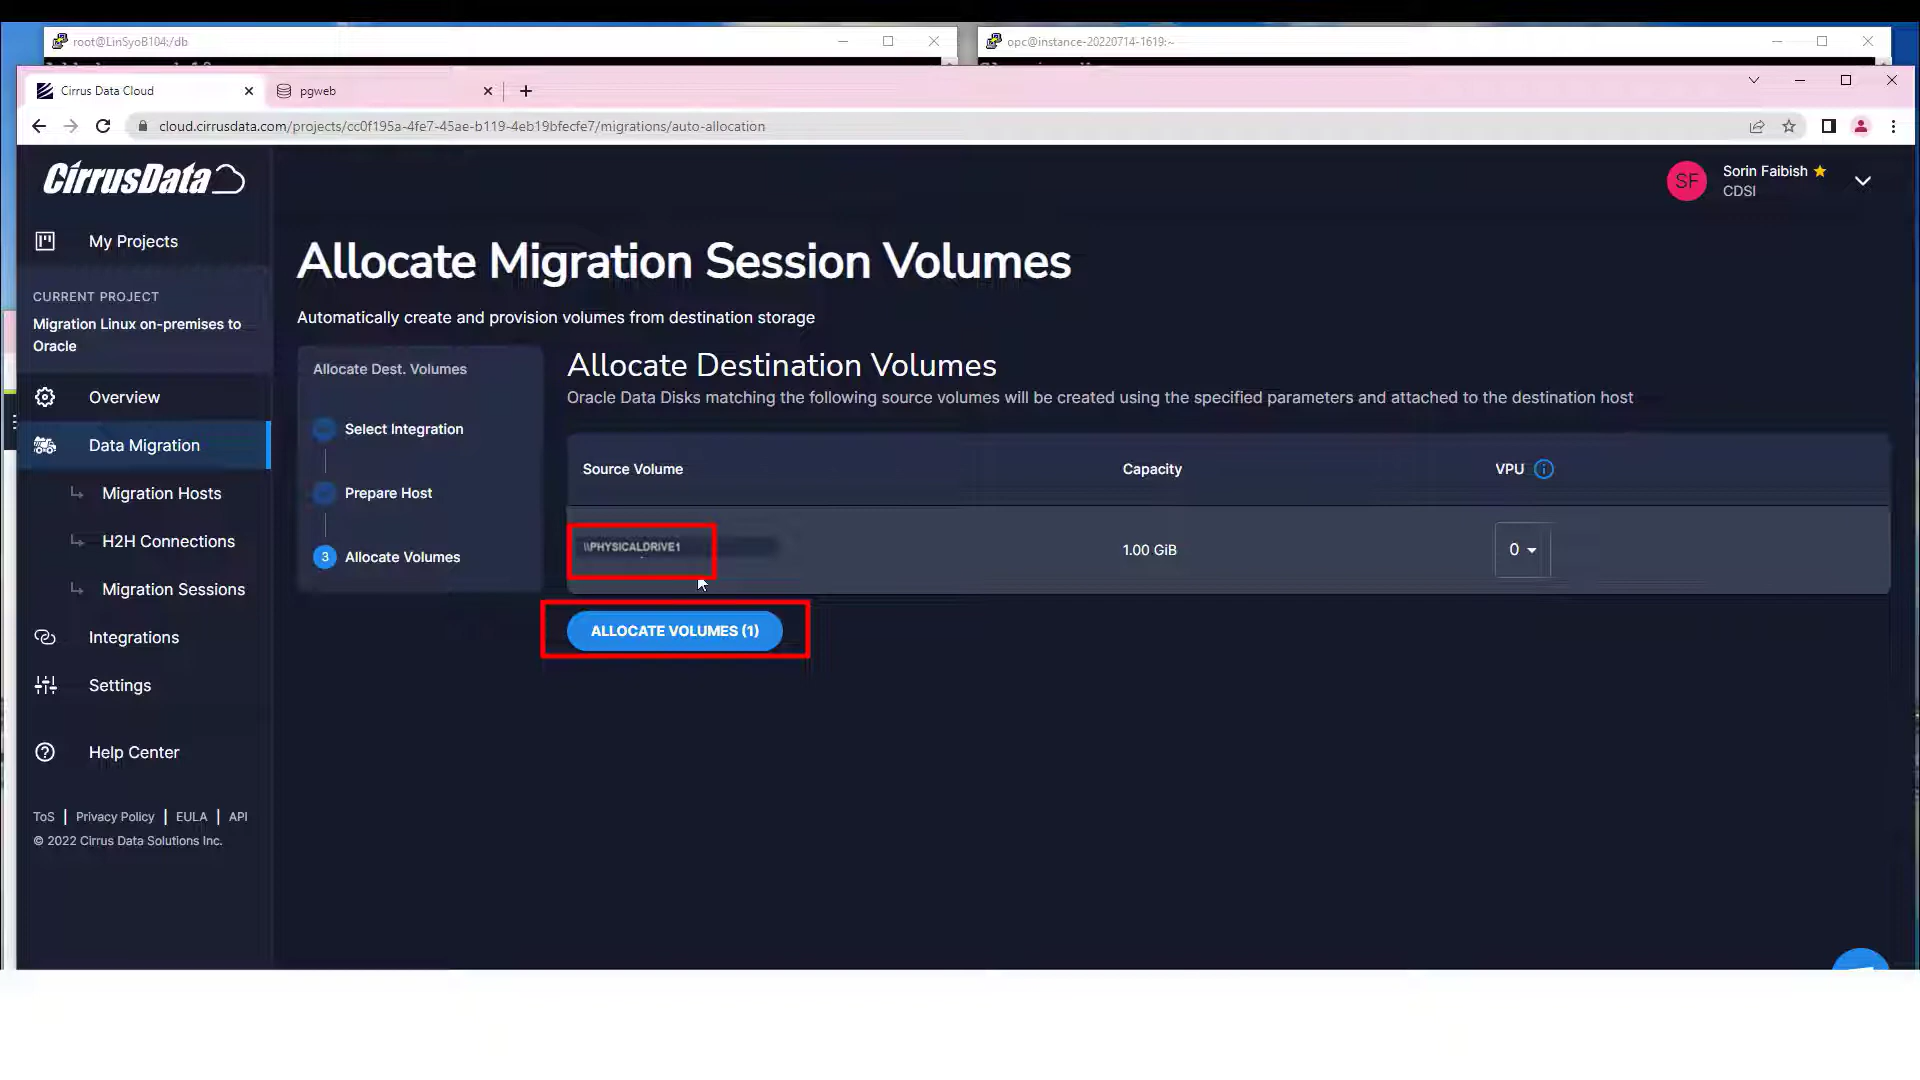 root@LinSyoB104:/db
opc@instance-20220714-1619:~
Cirrus Data Cloud
pgweb
cloud.cirrusdata.com/projects/cc0f195a-4fe7-45ae-b119-4eb19bfecfe7/migrations/auto-allocation
CirrusData
SF
Sorin Faibish
CDSI
My Projects
CURRENT PROJECT
Migration Linux on-premises to
Oracle
Overview
Data Migration
Migration Hosts
H2H Connections
Migration Sessions
Integrations
Settings
Help Center
ToS | Privacy Policy | EULA | API
© 2022 Cirrus Data Solutions Inc.
Allocate Migration Session Volumes
Automatically create and provision volumes from destination storage
Allocate Dest. Volumes
Select Integration
Prepare Host
3 Allocate Volumes
Allocate Destination Volumes
Oracle Data Disks matching the following source volumes will be created using the specified parameters and attached to the destination host
Source Volume Capacity VPU
\\PHYSICALDRIVE1 1.00 GiB 0
ALLOCATE VOLUMES (1)